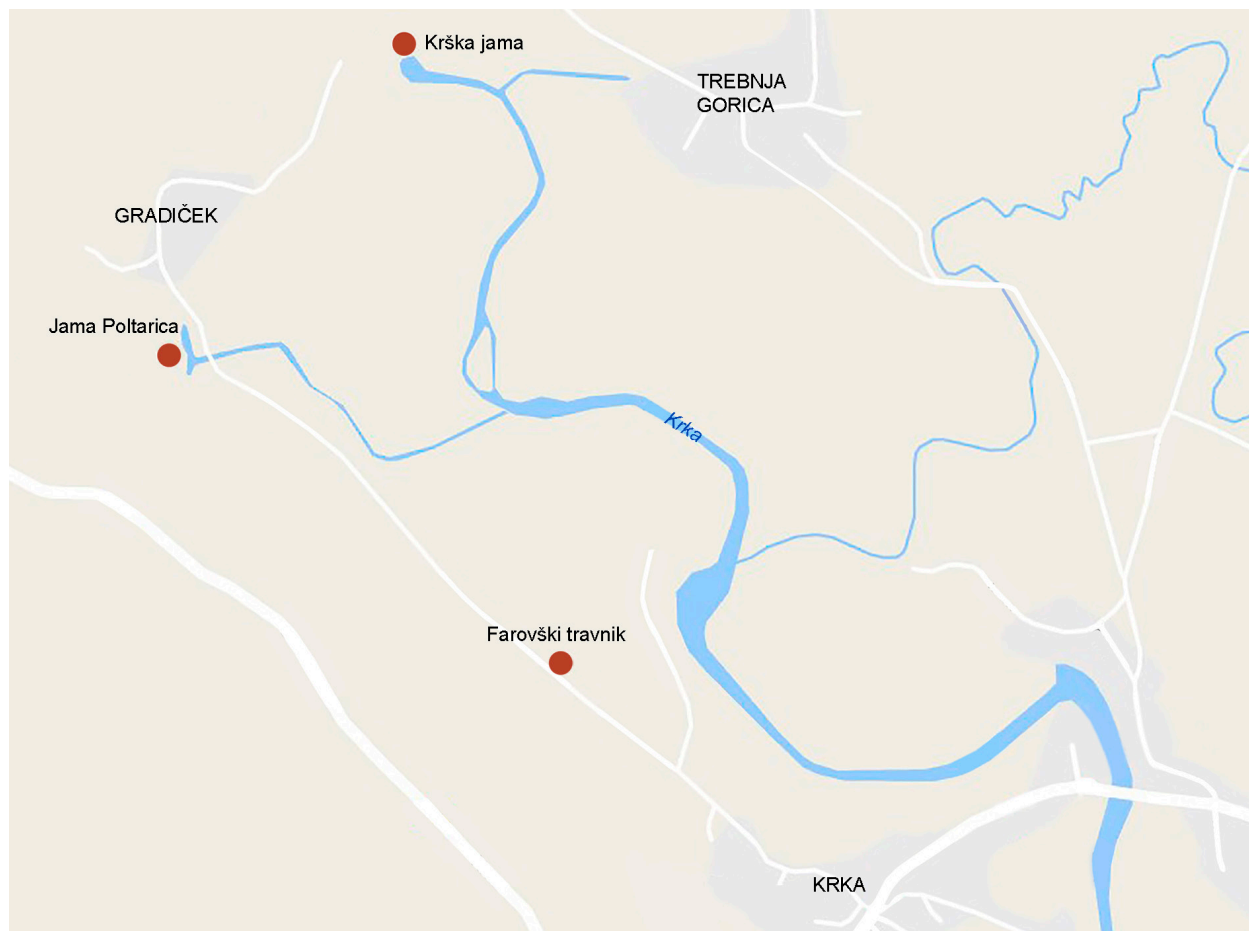 Krška jama
TREBNJA
GORICA
GRADIČEK
Jama Poltarica
Krka
Farovški travnik
KRKA